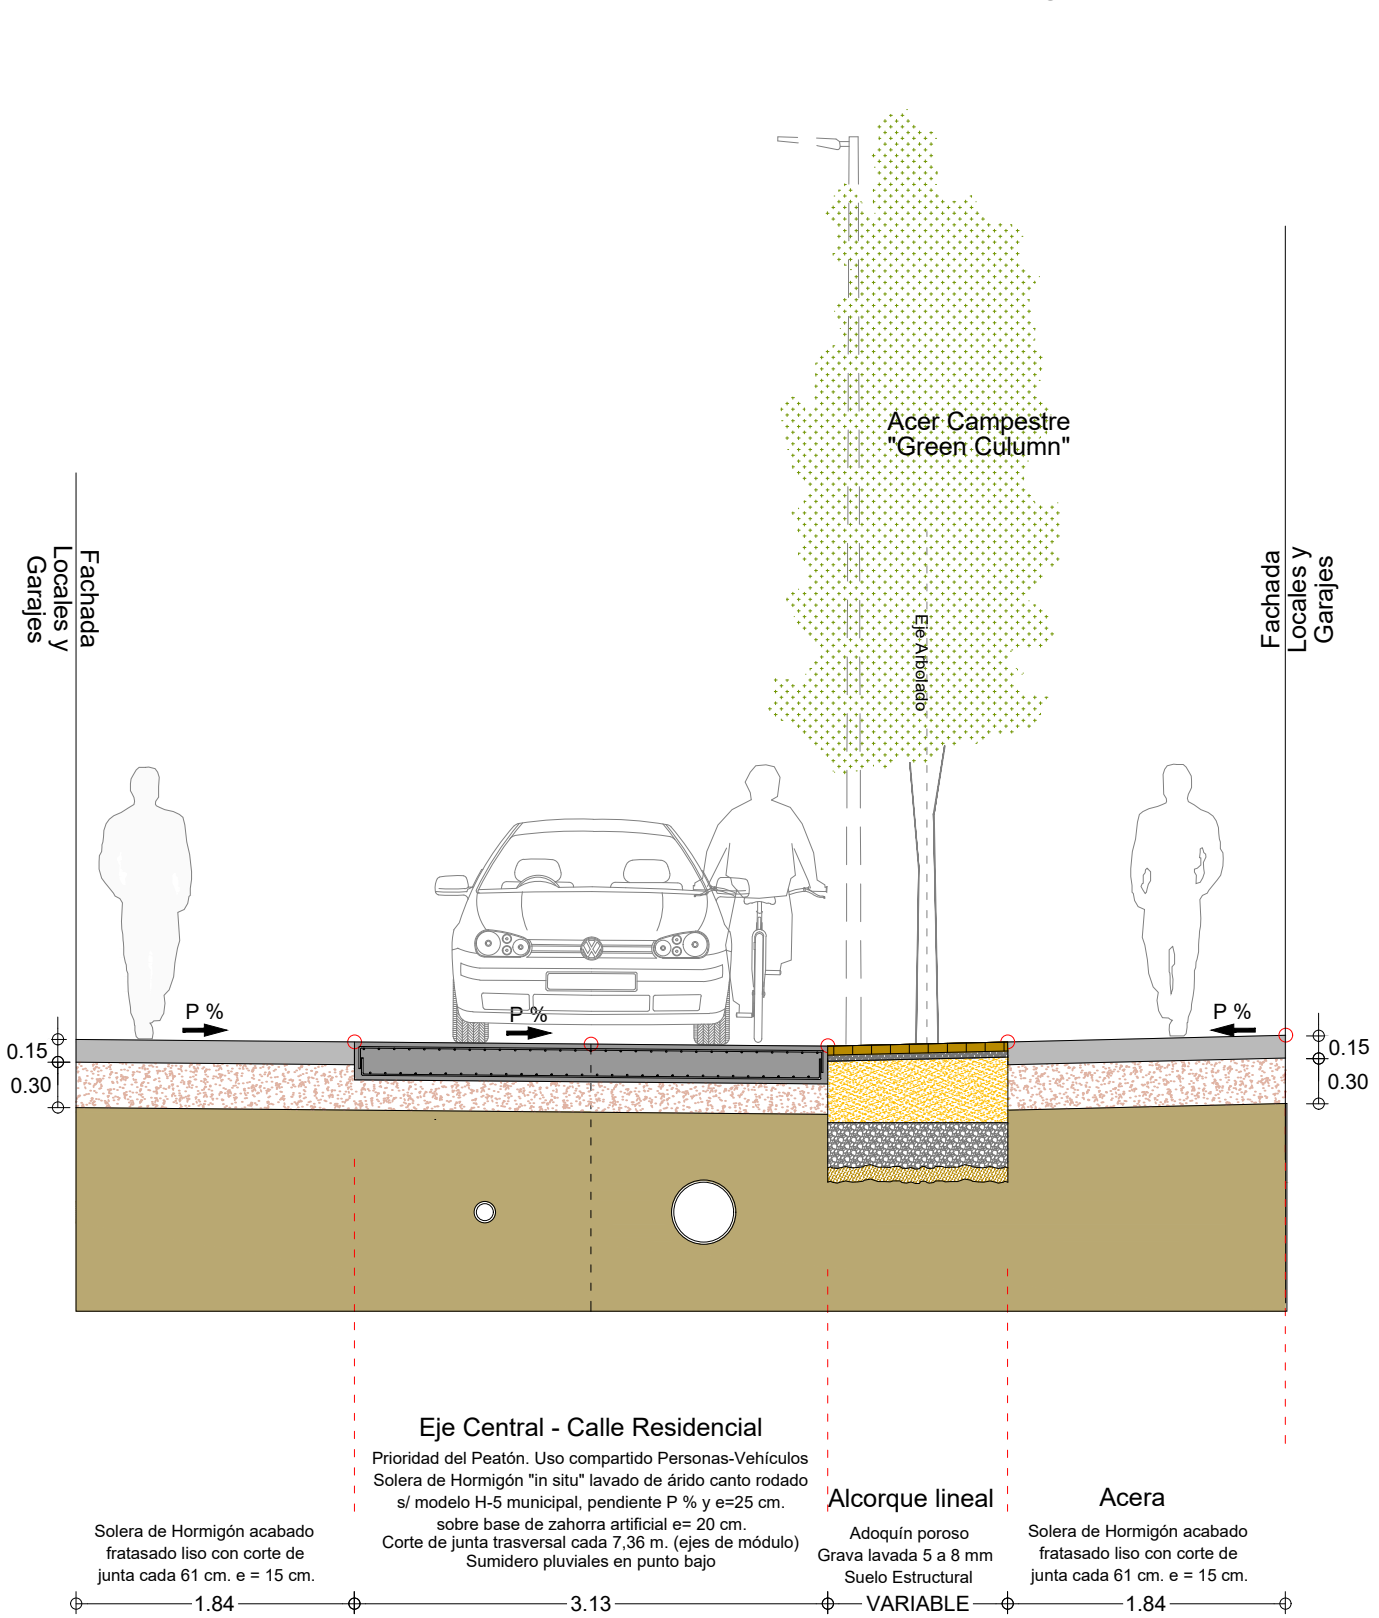 Acer Campestre
"Green Culumn"
Fachada
Locales y
Garajes
Fachada
Locales y
Garajes
Eje Arbolado
P %
P %
P %
0.15
0.30
0.15
0.30
Eje Central - Calle Residencial
Prioridad del Peatón. Uso compartido Personas-Vehículos
Solera de Hormigón "in situ" lavado de árido canto rodado
s/ modelo H-5 municipal, pendiente P % y e=25 cm.
sobre base de zahorra artificial e= 20 cm.
Corte de junta trasversal cada 7,36 m. (ejes de módulo)
Sumidero pluviales en punto bajo
Solera de Hormigón acabado
fratasado liso con corte de
junta cada 61 cm. e = 15 cm.
Alcorque lineal
Adoquín poroso
Grava lavada 5 a 8 mm
Suelo Estructural
Acera
Solera de Hormigón acabado
fratasado liso con corte de
junta cada 61 cm. e = 15 cm.
1.84
3.13
VARIABLE
1.84